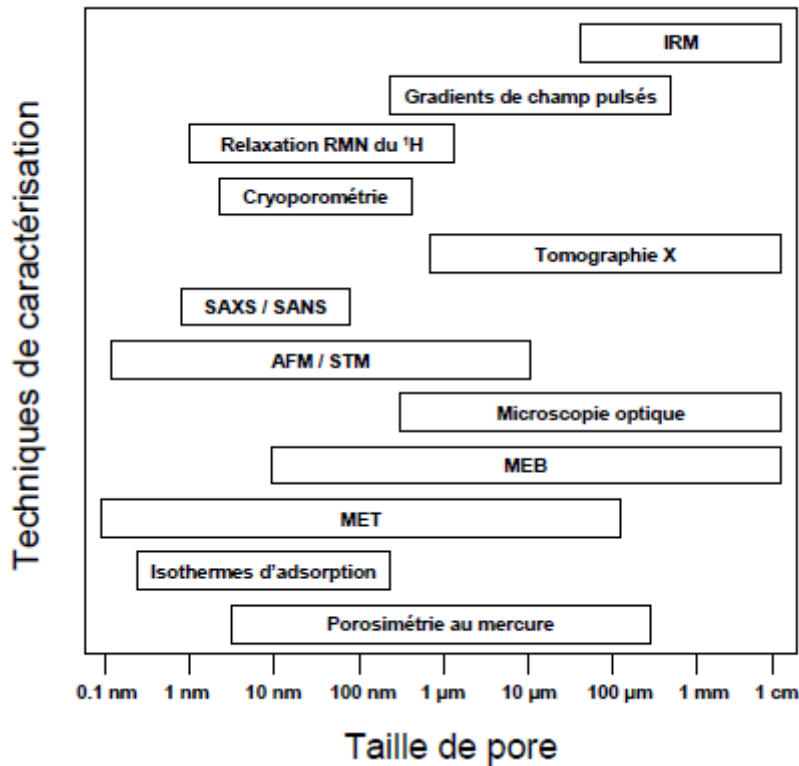 Techniques de caractérisation
IRM
Gradients de champ pulsés
Relaxation RMN du ¹H
Cryoporométrie
Tomographie X
SAXS / SANS
AFM / STM
Microscopie optique
MEB
MET
Isothermes d'adsorption
Porosimétrie au mercure
0.1 nm 1 nm 10 nm 100 nm 1 µm 10 µm 100 µm 1 mm 1 cm
Taille de pore